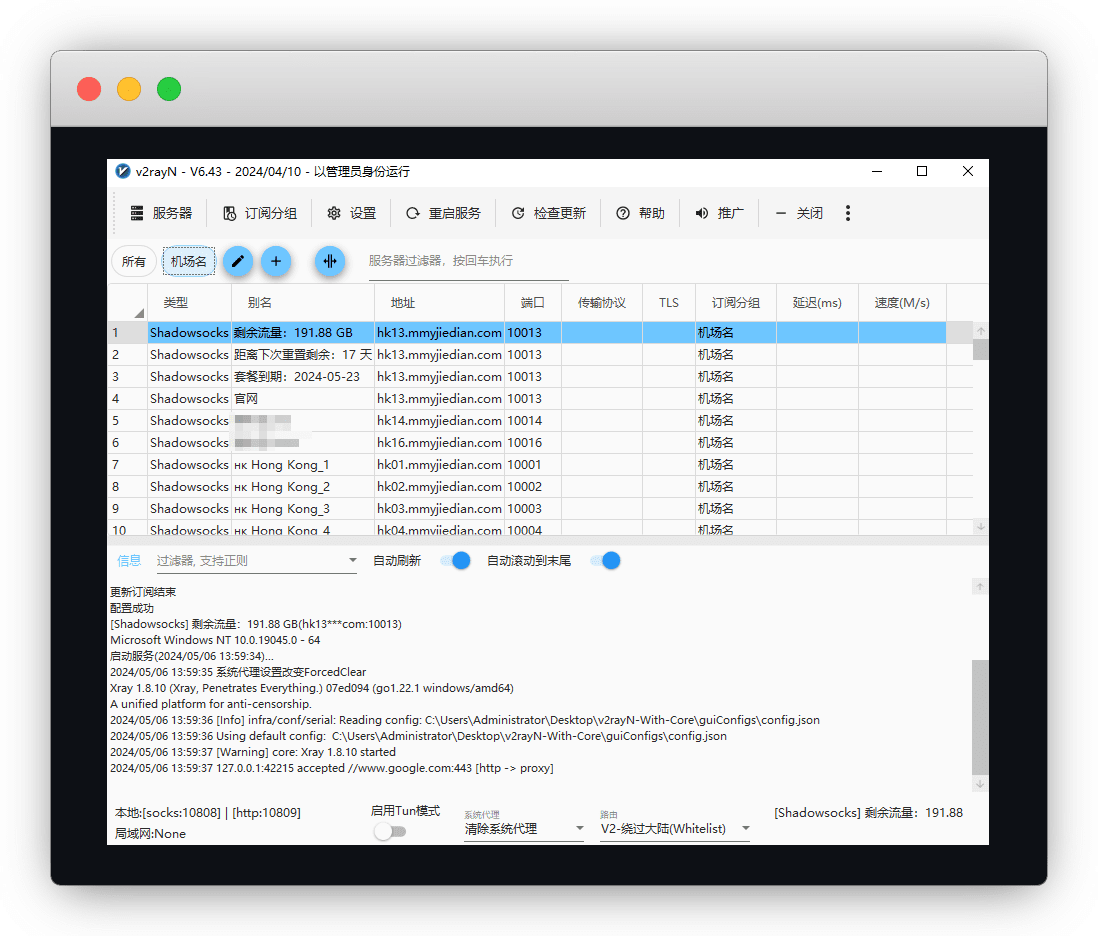 v2rayN - V6.43 - 2024/04/10 - 以管理员身份运行
服务器 订阅分组 设置 重启服务 检查更新 帮助 推广 关闭
所有 机场名 服务器过滤器，按回车执行
类型 别名 地址 端口 传输协议 TLS 订阅分组 延迟(ms) 速度(M/s)
1 Shadowsocks 剩余流量：191.88 GB hk13.mmyjiedian.com 10013 机场名
2 Shadowsocks 距离下次重置剩余：17 天 hk13.mmyjiedian.com 10013 机场名
3 Shadowsocks 套餐到期：2024-05-23 hk13.mmyjiedian.com 10013 机场名
4 Shadowsocks 官网 hk13.mmyjiedian.com 10013 机场名
5 Shadowsocks hk14.mmyjiedian.com 10014 机场名
6 Shadowsocks hk16.mmyjiedian.com 10016 机场名
7 Shadowsocks HK Hong Kong_1 hk01.mmyjiedian.com 10001 机场名
8 Shadowsocks HK Hong Kong_2 hk02.mmyjiedian.com 10002 机场名
9 Shadowsocks HK Hong Kong_3 hk03.mmyjiedian.com 10003 机场名
10 Shadowsocks HK Hong Kong_4 hk04.mmyjiedian.com 10004 机场名
信息 过滤器, 支持正则 自动刷新 自动滚动到末尾
更新订阅结束
配置成功
[Shadowsocks] 剩余流量：191.88 GB(hk13***com:10013)
Microsoft Windows NT 10.0.19045.0 - 64
启动服务(2024/05/06 13:59:34)...
2024/05/06 13:59:35 系统代理设置改变ForcedClear
Xray 1.8.10 (Xray, Penetrates Everything.) 07ed094 (go1.22.1 windows/amd64)
A unified platform for anti-censorship.
2024/05/06 13:59:36 [Info] infra/conf/serial: Reading config: C:\Users\Administrator\Desktop\v2rayN-With-Core\guiConfigs\config.json
2024/05/06 13:59:36 Using default config:  C:\Users\Administrator\Desktop\v2rayN-With-Core\guiConfigs\config.json
2024/05/06 13:59:37 [Warning] core: Xray 1.8.10 started
2024/05/06 13:59:37 127.0.0.1:42215 accepted //www.google.com:443 [http -> proxy]
本地:[socks:10808] | [http:10809] 启用Tun模式 系统代理 路由 [Shadowsocks] 剩余流量：191.88
局域网:None 清除系统代理 V2-绕过大陆(Whitelist)